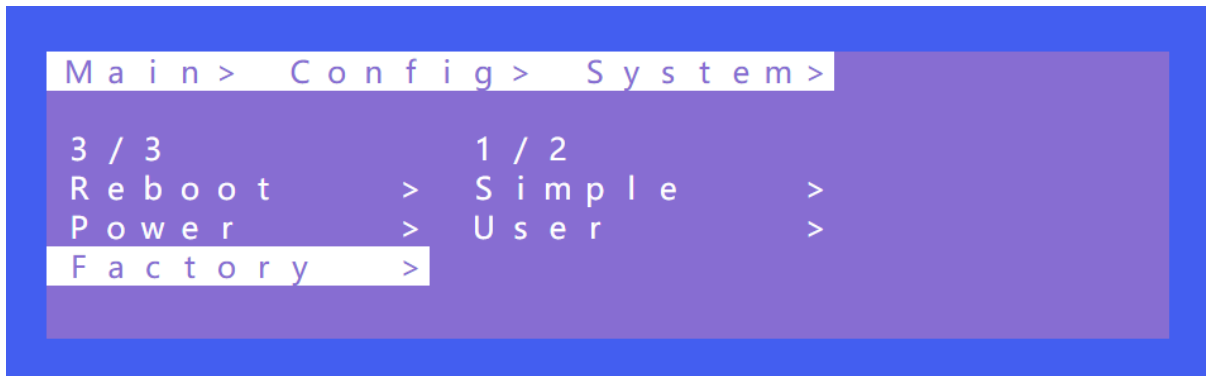 Main> Config> System>
3/3 1/2
Reboot > Simple >
Power > User >
Factory >